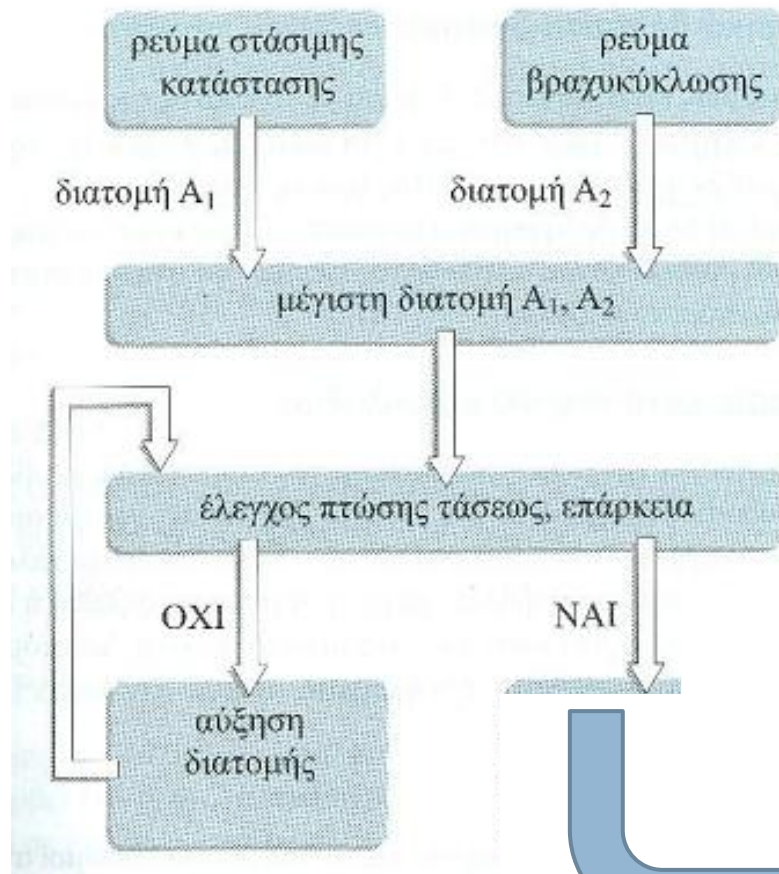 ρεύμα στάσιμης
κατάστασης
ρεύμα
βραχυκύκλωσης
διατομή A₁
διατομή A₂
μέγιστη διατομή A₁, A₂
έλεγχος πτώσης τάσεως, επάρκεια
ΟΧΙ
ΝΑΙ
αύξηση
διατομής